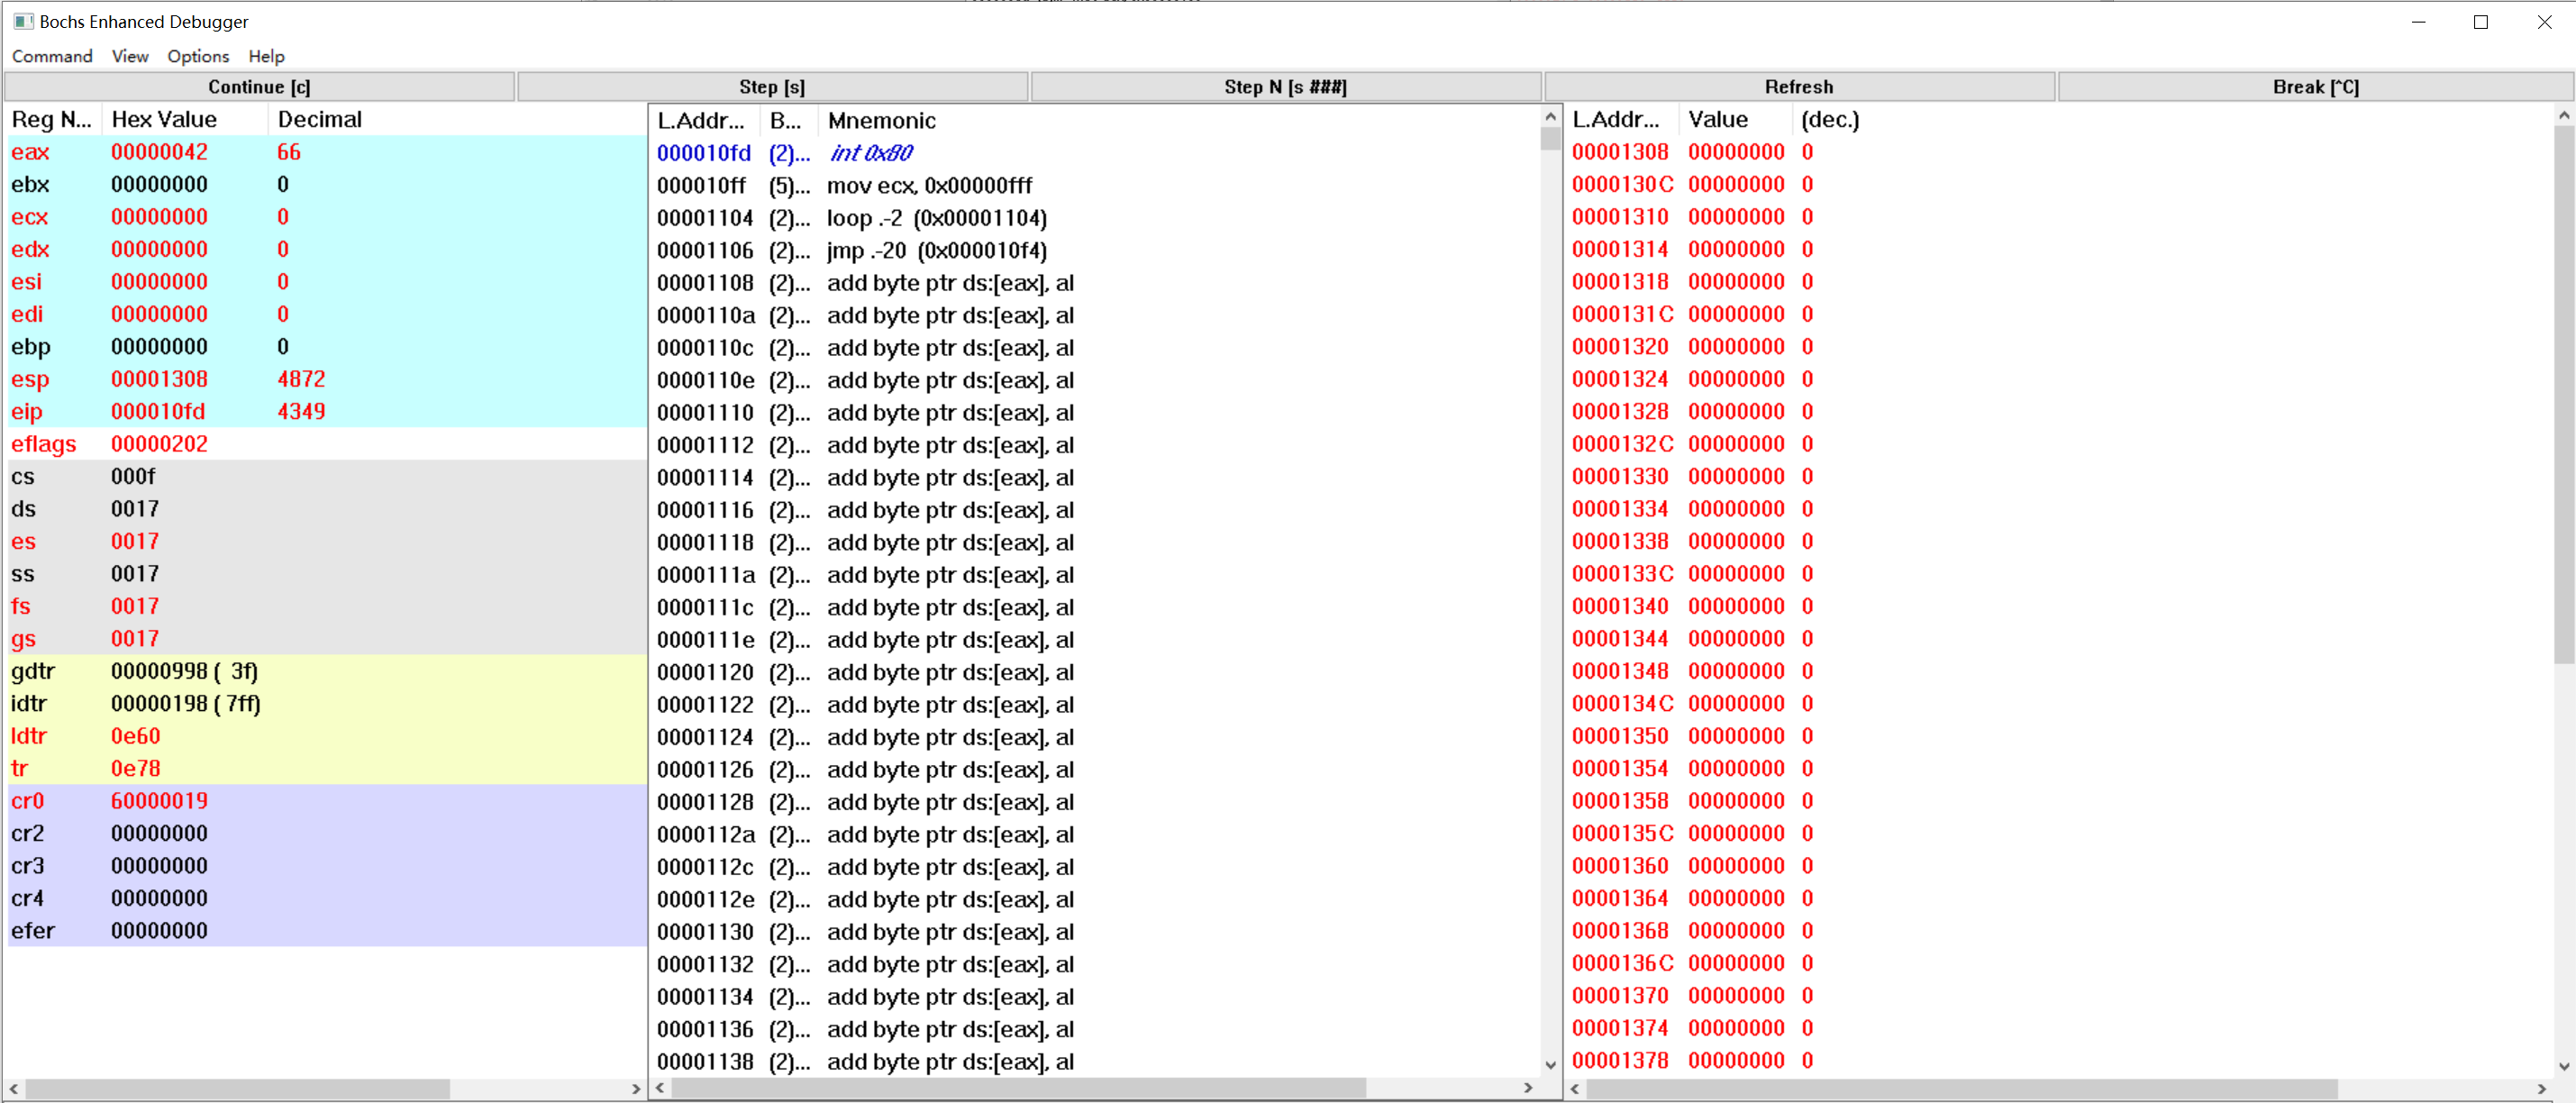 Bochs Enhanced Debugger
Command View Options Help
Continue [c] Step [s] Step N [s ###] Refresh Break [^C]
Reg N... Hex Value Decimal
eax 00000042 66
ebx 00000000 0
ecx 00000000 0
edx 00000000 0
esi 00000000 0
edi 00000000 0
ebp 00000000 0
esp 00001308 4872
eip 000010fd 4349
eflags 00000202
cs 000f
ds 0017
es 0017
ss 0017
fs 0017
gs 0017
gdtr 00000998 ( 3f)
idtr 00000198 ( 7ff)
ldtr 0e60
tr 0e78
cr0 60000019
cr2 00000000
cr3 00000000
cr4 00000000
efer 00000000
L.Addr... B... Mnemonic
000010fd (2)... int 0x80
000010ff (5)... mov ecx, 0x00000fff
00001104 (2)... loop .-2 (0x00001104)
00001106 (2)... jmp .-20 (0x000010f4)
00001108 (2)... add byte ptr ds:[eax], al
0000110a (2)... add byte ptr ds:[eax], al
0000110c (2)... add byte ptr ds:[eax], al
0000110e (2)... add byte ptr ds:[eax], al
00001110 (2)... add byte ptr ds:[eax], al
00001112 (2)... add byte ptr ds:[eax], al
00001114 (2)... add byte ptr ds:[eax], al
00001116 (2)... add byte ptr ds:[eax], al
00001118 (2)... add byte ptr ds:[eax], al
0000111a (2)... add byte ptr ds:[eax], al
0000111c (2)... add byte ptr ds:[eax], al
0000111e (2)... add byte ptr ds:[eax], al
00001120 (2)... add byte ptr ds:[eax], al
00001122 (2)... add byte ptr ds:[eax], al
00001124 (2)... add byte ptr ds:[eax], al
00001126 (2)... add byte ptr ds:[eax], al
00001128 (2)... add byte ptr ds:[eax], al
0000112a (2)... add byte ptr ds:[eax], al
0000112c (2)... add byte ptr ds:[eax], al
0000112e (2)... add byte ptr ds:[eax], al
00001130 (2)... add byte ptr ds:[eax], al
00001132 (2)... add byte ptr ds:[eax], al
00001134 (2)... add byte ptr ds:[eax], al
00001136 (2)... add byte ptr ds:[eax], al
00001138 (2)... add byte ptr ds:[eax], al
L.Addr... Value (dec.)
00001308 00000000 0
0000130C 00000000 0
00001310 00000000 0
00001314 00000000 0
00001318 00000000 0
0000131C 00000000 0
00001320 00000000 0
00001324 00000000 0
00001328 00000000 0
0000132C 00000000 0
00001330 00000000 0
00001334 00000000 0
00001338 00000000 0
0000133C 00000000 0
00001340 00000000 0
00001344 00000000 0
00001348 00000000 0
0000134C 00000000 0
00001350 00000000 0
00001354 00000000 0
00001358 00000000 0
0000135C 00000000 0
00001360 00000000 0
00001364 00000000 0
00001368 00000000 0
0000136C 00000000 0
00001370 00000000 0
00001374 00000000 0
00001378 00000000 0